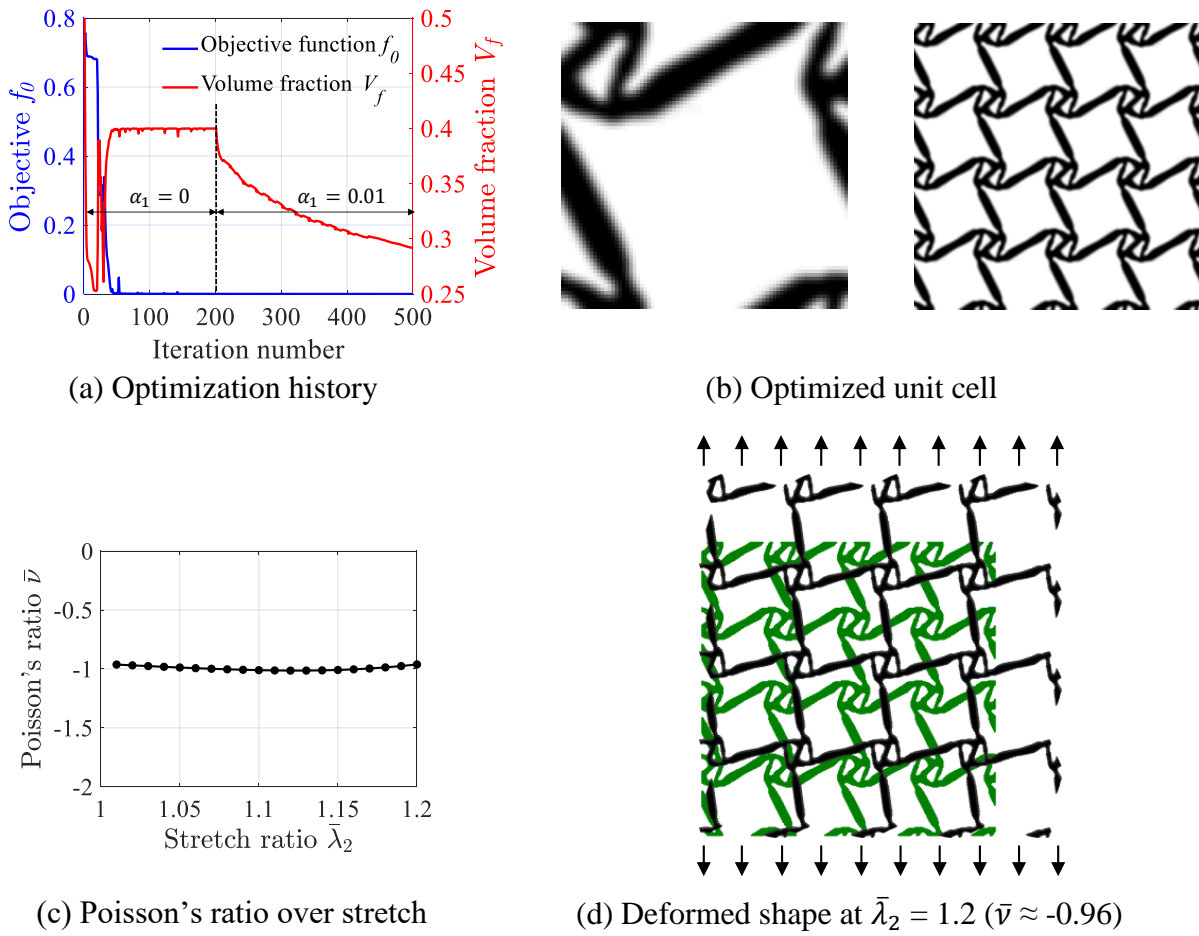 0.8
0.6
0.4
0.2
0
Objective f₀
Objective function f₀
Volume fraction V_f
α₁ = 0
α₁ = 0.01
0.5
0.45
0.4
0.35
0.3
0.25
Volume fraction V_f
0 100 200 300 400 500
Iteration number
(a) Optimization history
(b) Optimized unit cell
0
-0.5
-1
-1.5
-2
Poisson's ratio ν̄
1 1.05 1.1 1.15 1.2
Stretch ratio λ̄₂
(c) Poisson's ratio over stretch
(d) Deformed shape at λ̄₂ = 1.2 (ν̄ ≈ -0.96)